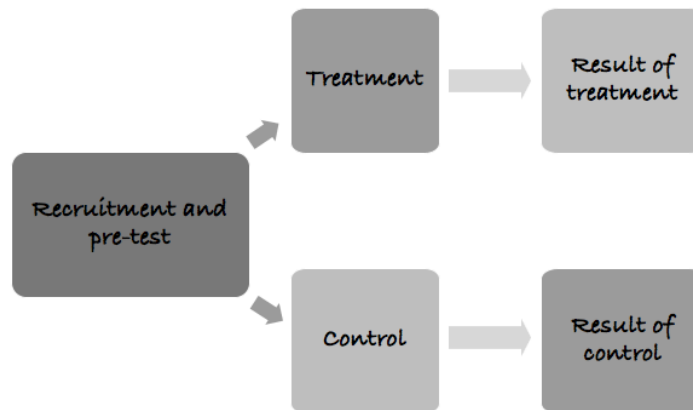 Treatment
Result of
treatment
Recruitment and
pre-test
Control
Result of
control